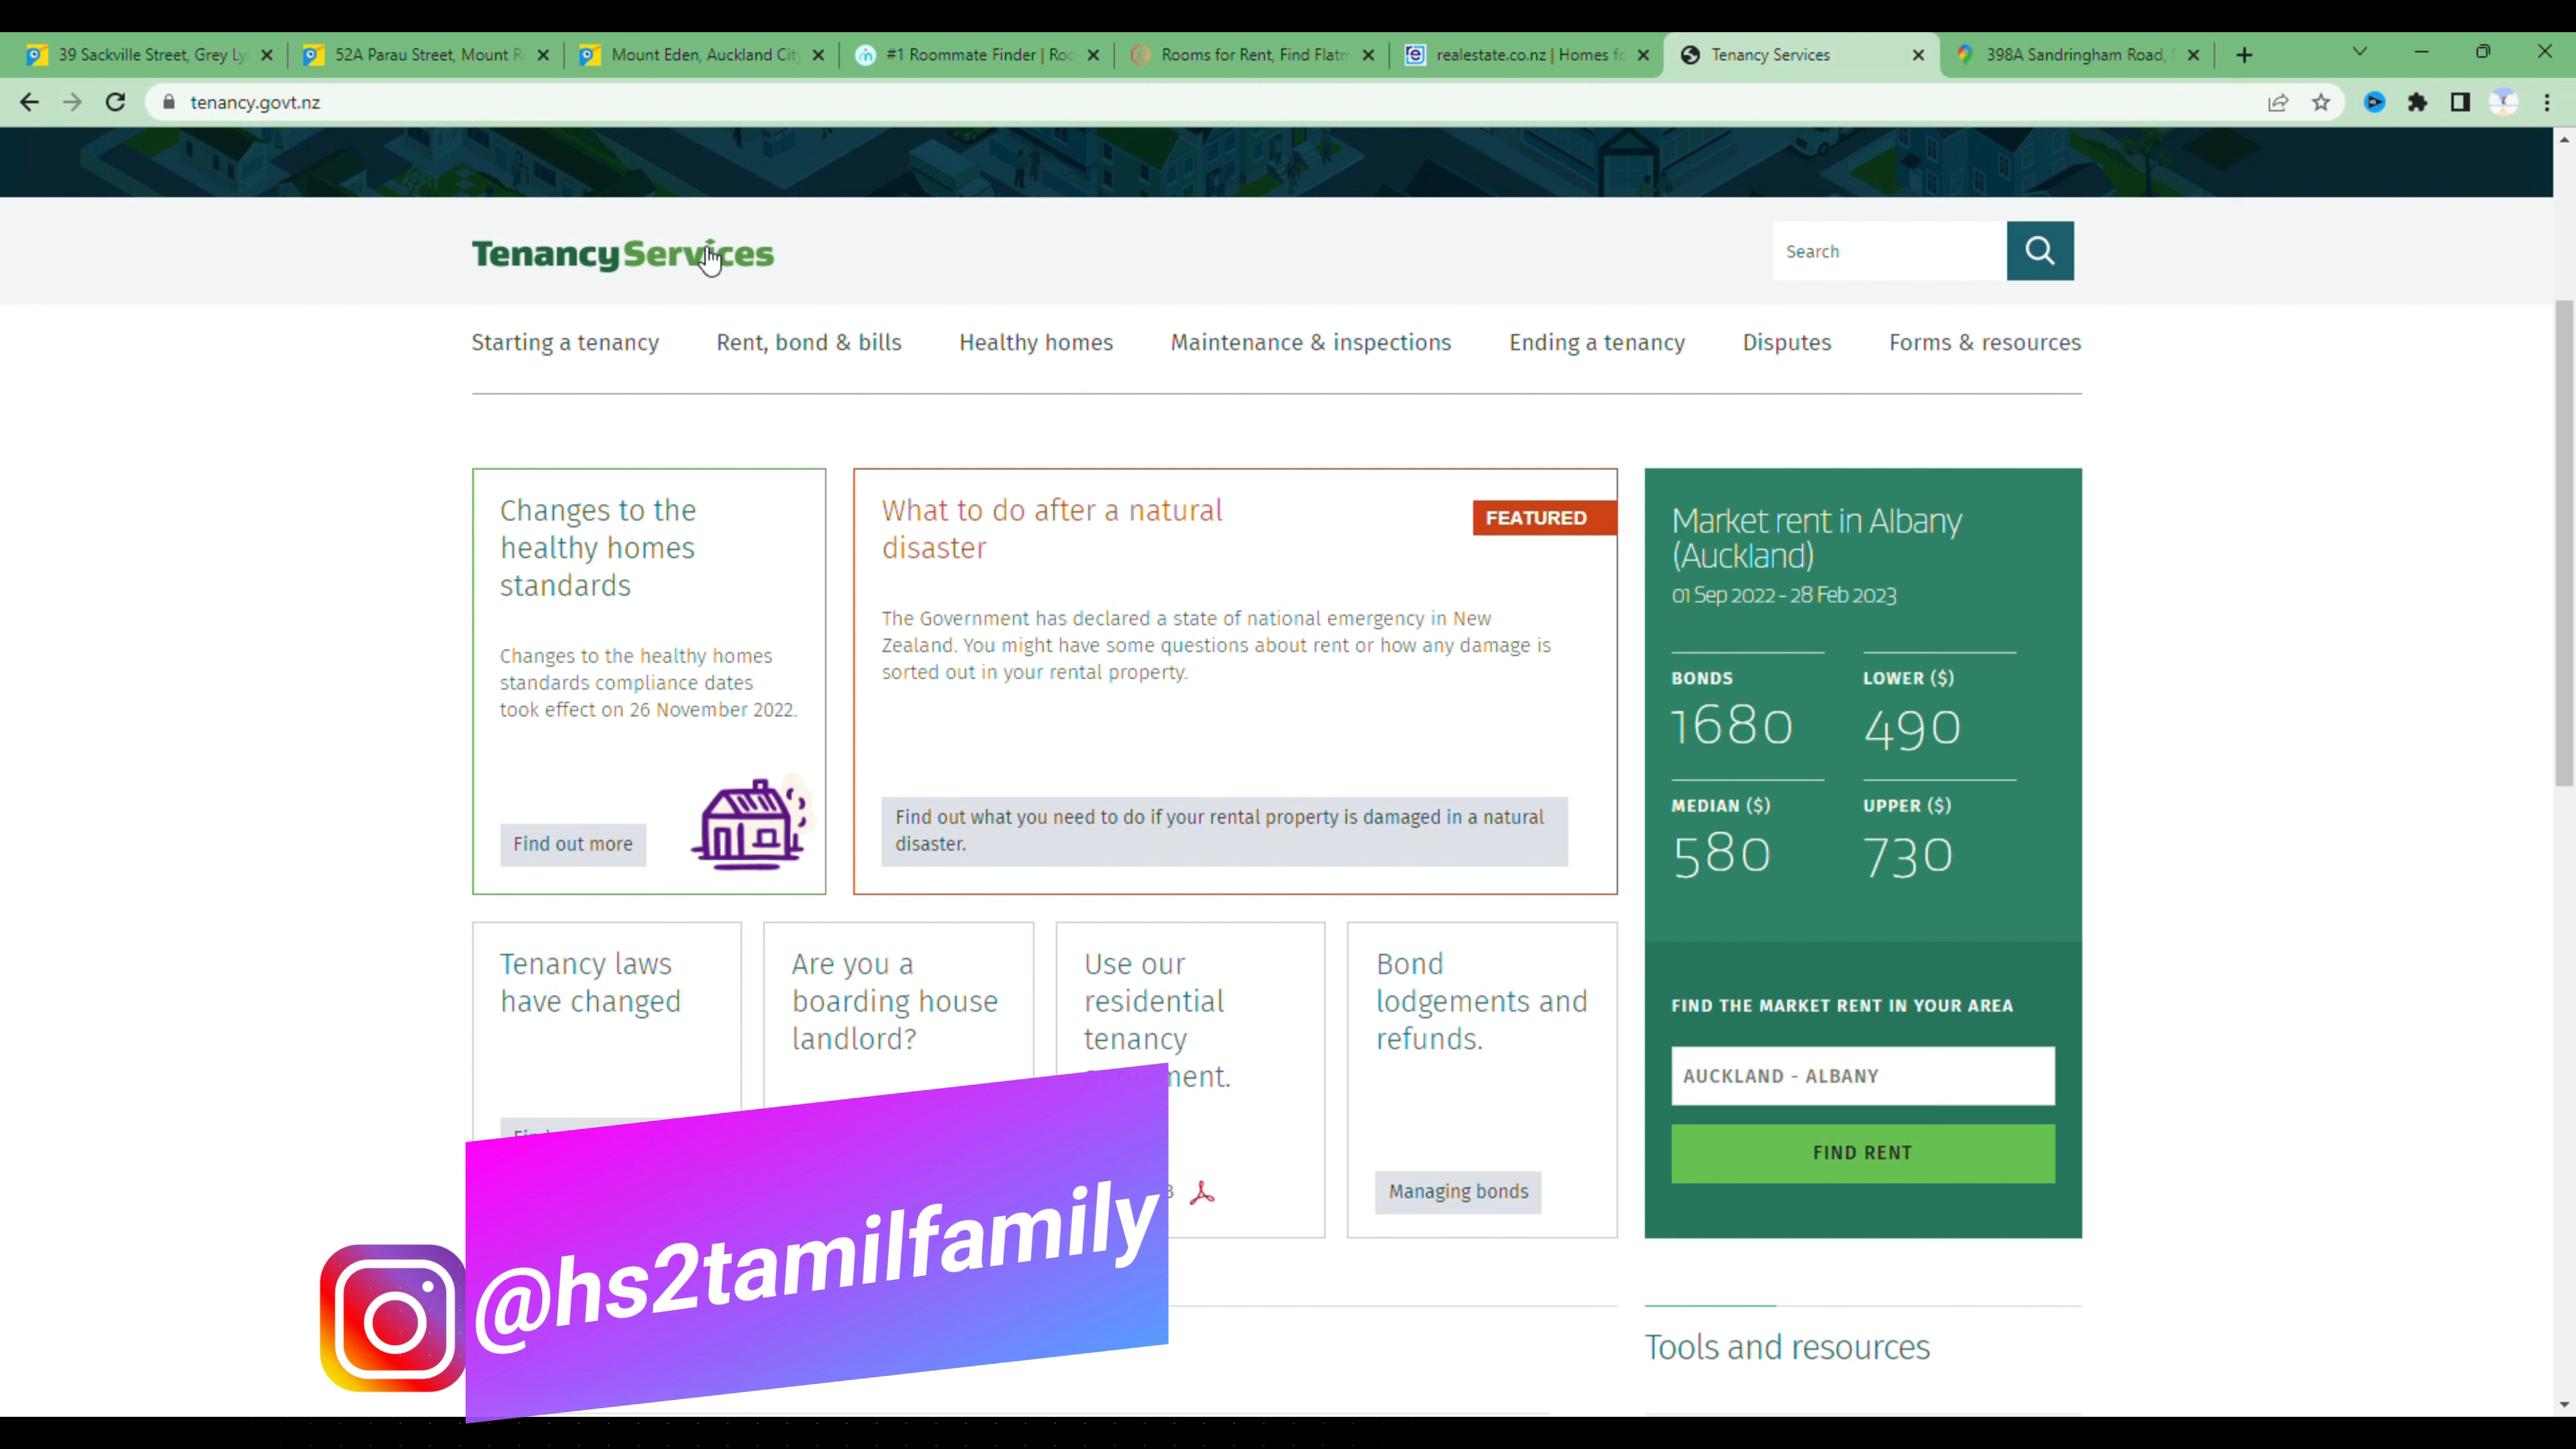 39 Sackville Street, Grey Ly
52A Parau Street, Mount R
Mount Eden, Auckland City
#1 Roommate Finder | Roo
Rooms for Rent, Find Flatm
realestate.co.nz | Homes fo
Tenancy Services
398A Sandringham Road,
tenancy.govt.nz
TenancyServices
Search
Starting a tenancy
Rent, bond & bills
Healthy homes
Maintenance & inspections
Ending a tenancy
Disputes
Forms & resources
Changes to the
healthy homes
standards
Changes to the healthy homes
standards compliance dates
took effect on 26 November 2022.
Find out more
What to do after a natural
disaster
FEATURED
The Government has declared a state of national emergency in New
Zealand. You might have some questions about rent or how any damage is
sorted out in your rental property.
Find out what you need to do if your rental property is damaged in a natural
disaster.
Market rent in Albany
(Auckland)
01 Sep 2022 - 28 Feb 2023
BONDS
1680
LOWER ($)
490
MEDIAN ($)
580
UPPER ($)
730
FIND THE MARKET RENT IN YOUR AREA
AUCKLAND - ALBANY
FIND RENT
Tenancy laws
have changed
Are you a
boarding house
landlord?
Use our
residential
tenancy
ment.
Bond
lodgements and
refunds.
Managing bonds
@hs2tamilfamily
Tools and resources